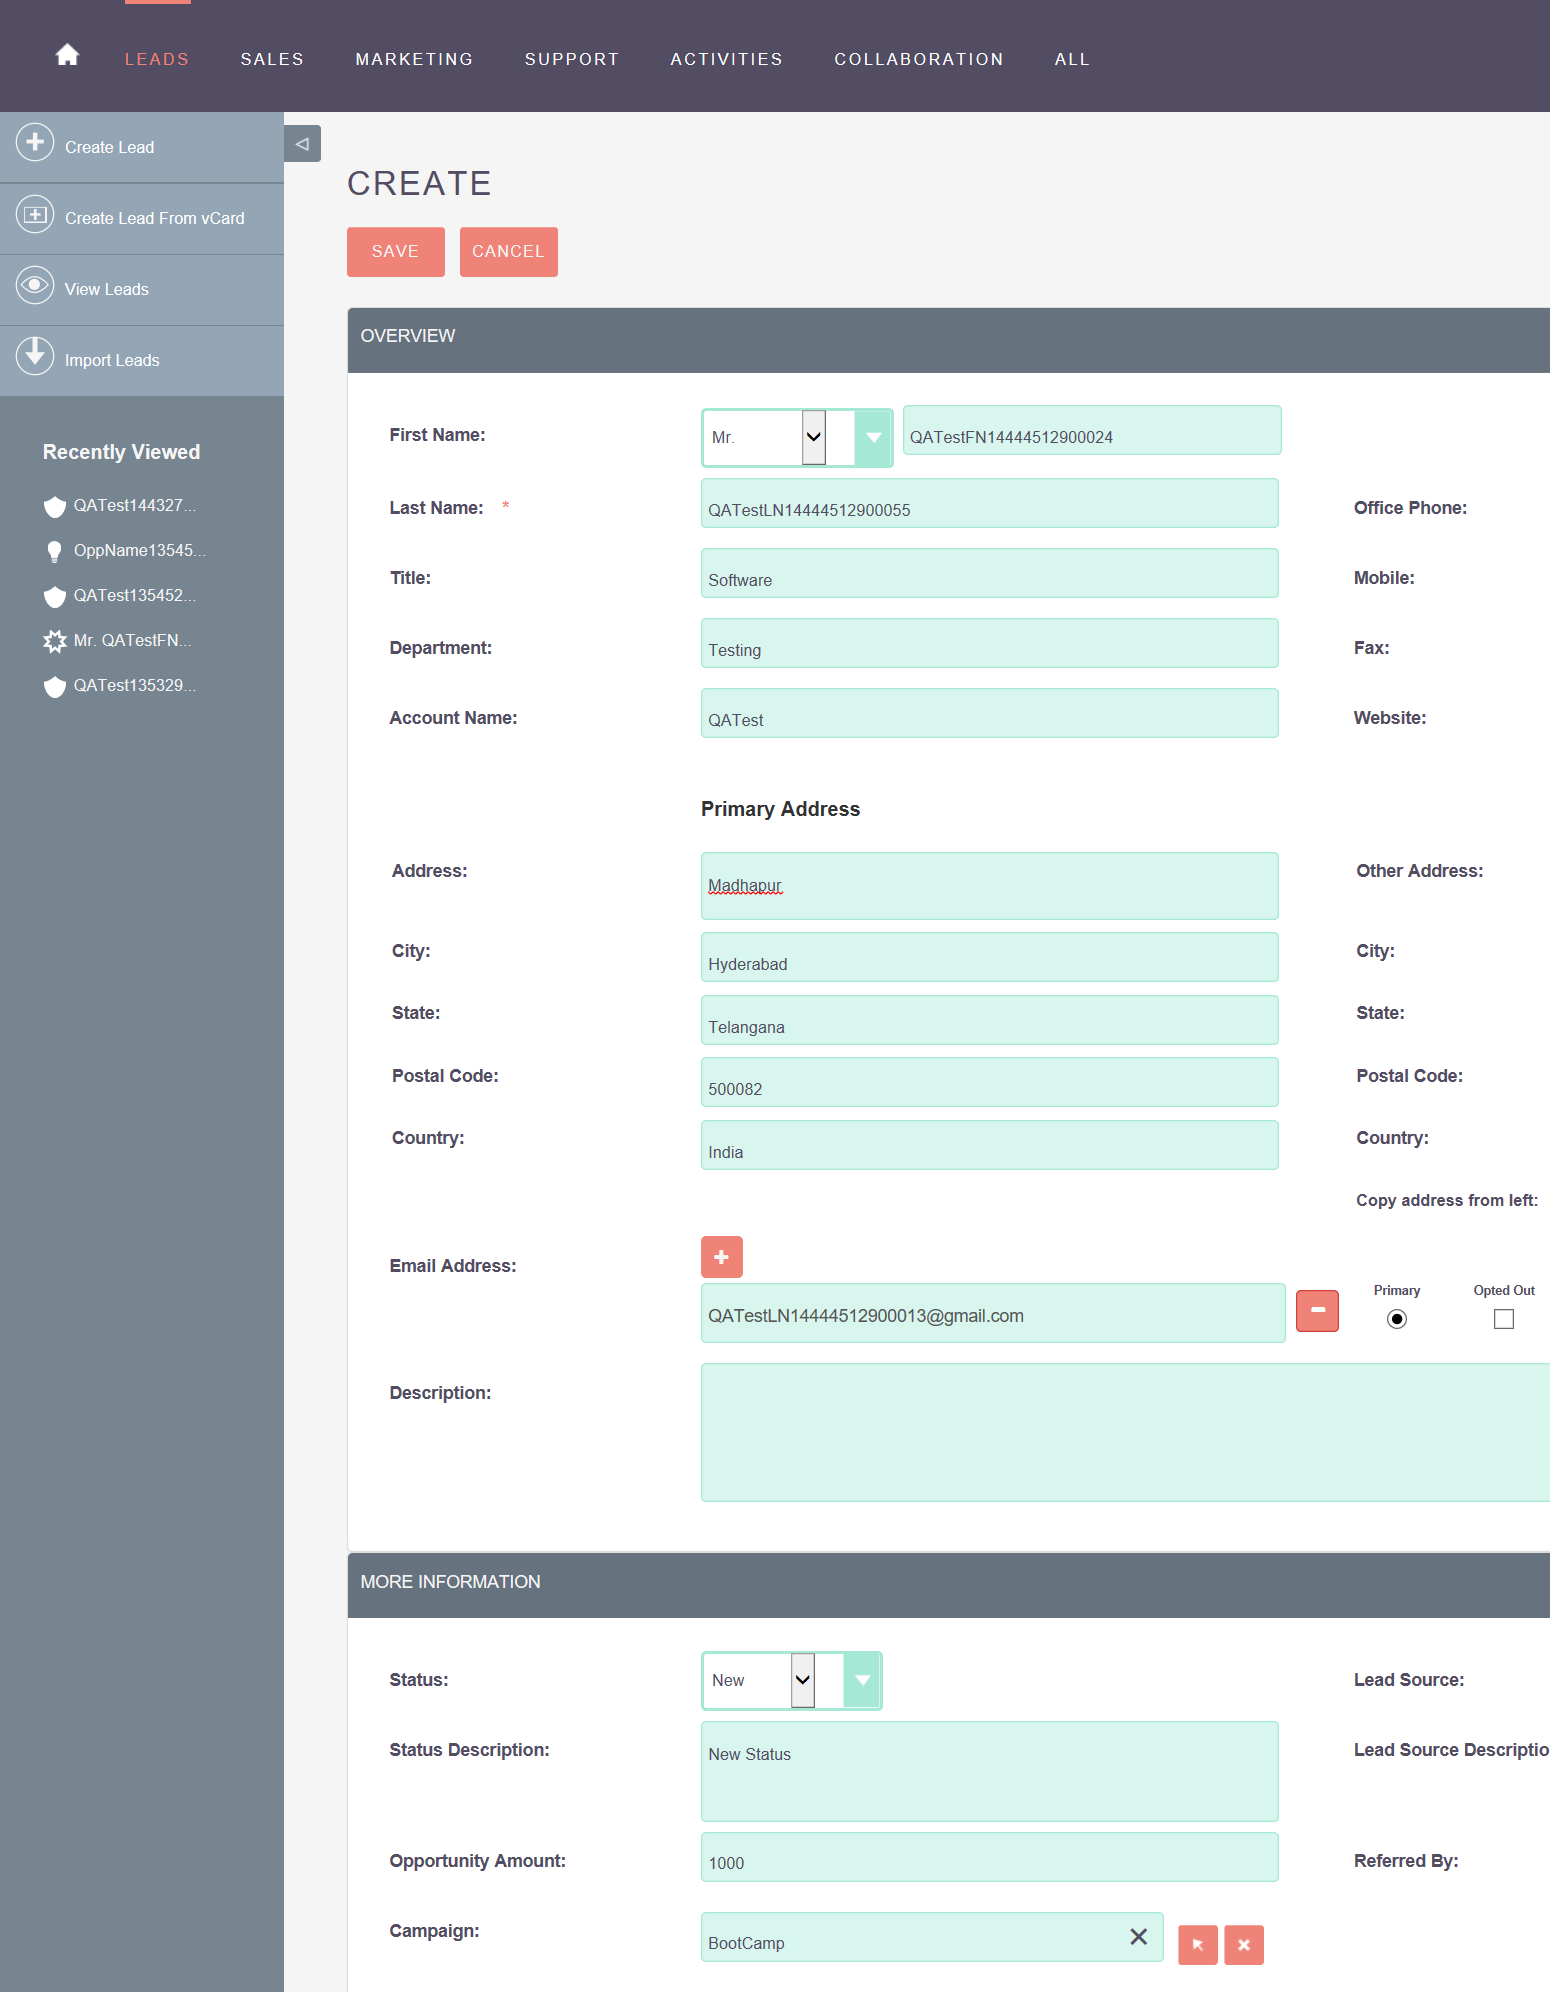 LEADS SALES MARKETING SUPPORT ACTIVITIES COLLABORATION ALL
Create Lead
Create Lead From vCard
View Leads
Import Leads
Recently Viewed
QATest144327...
OppName13545...
QATest135452...
Mr. QATestFN...
QATest135329...
CREATE
SAVE CANCEL
OVERVIEW
First Name: Mr. QATestFN14444512900024
Last Name: * QATestLN14444512900055 Office Phone:
Title: Software Mobile:
Department: Testing Fax:
Account Name: QATest Website:
Primary Address
Address: Madhapur Other Address:
City: Hyderabad City:
State: Telangana State:
Postal Code: 500082 Postal Code:
Country: India Country:
Copy address from left:
Email Address:
Primary Opted Out
QATestLN14444512900013@gmail.com
Description:
MORE INFORMATION
Status: New Lead Source:
Status Description: New Status Lead Source Descriptio
Opportunity Amount: 1000 Referred By:
Campaign: BootCamp